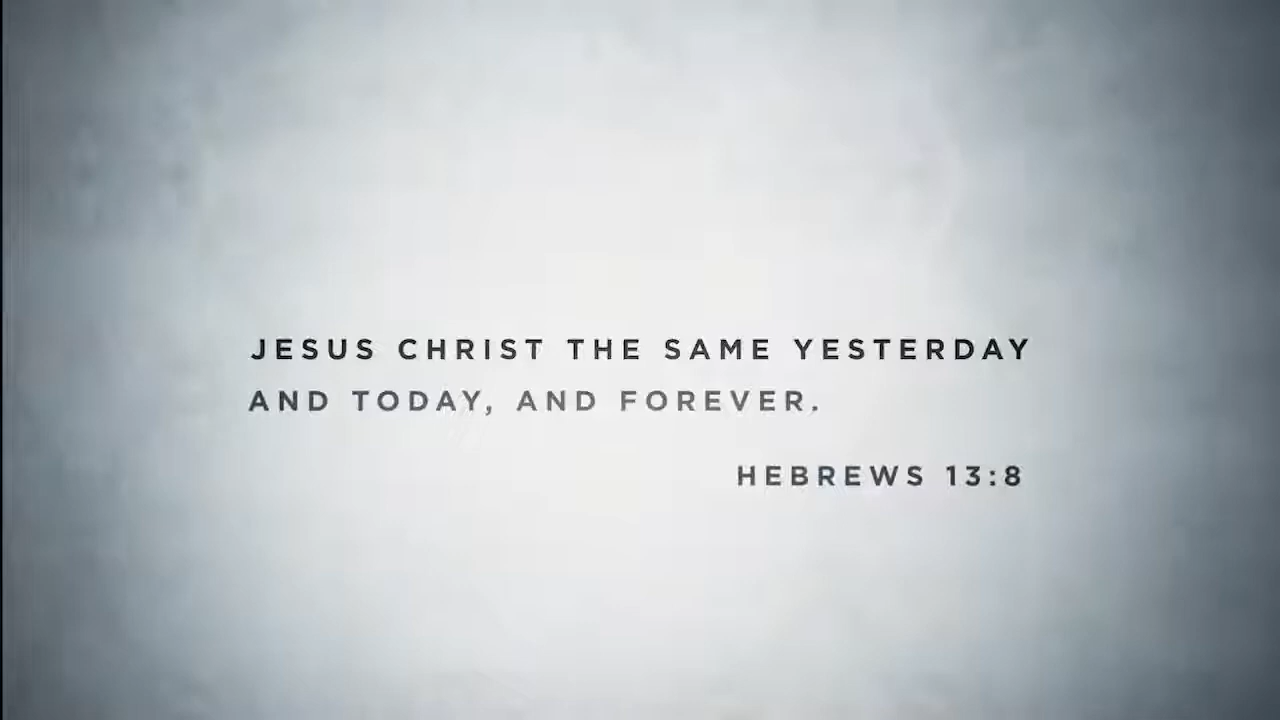 JESUS CHRIST THE SAME YESTERDAY
AND TODAY, AND FOREVER.
HEBREWS 13:8